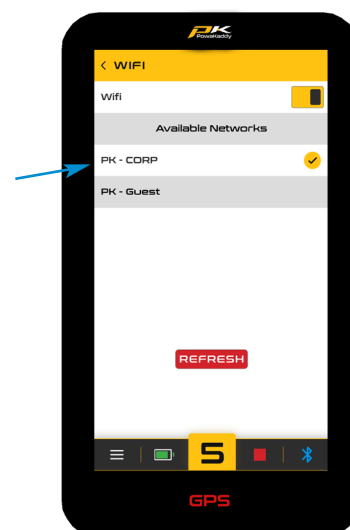 PK
PowaKaddy
< WIFI
Wifi
Available Networks
PK - CORP
PK - Guest
REFRESH
5
GPS